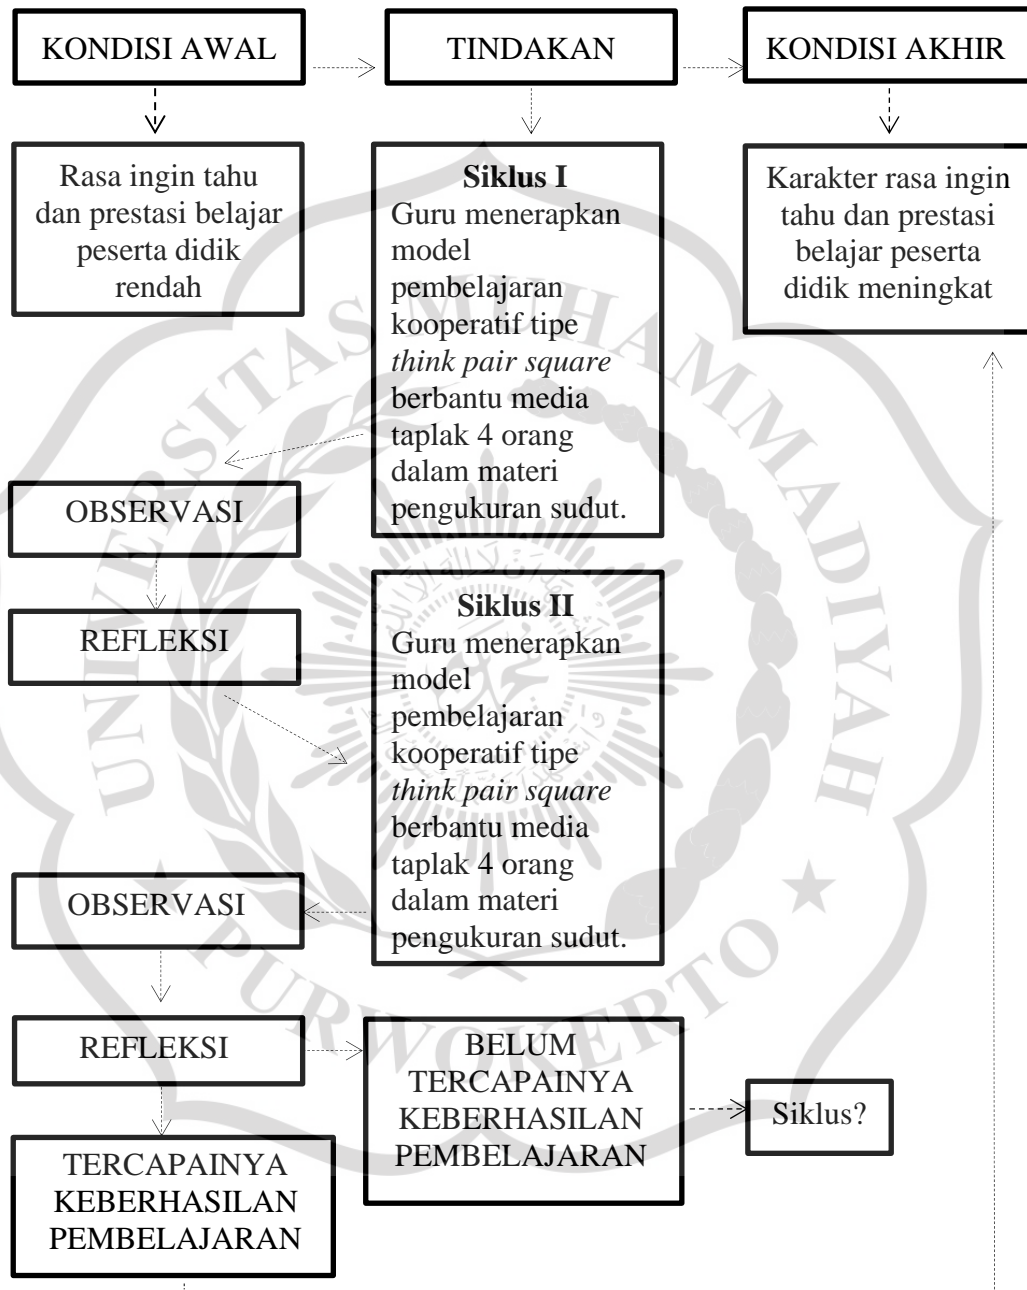 KONDISI AWAL
TINDAKAN
KONDISI AKHIR
Rasa ingin tahu
dan prestasi belajar
peserta didik
rendah
Siklus I
Guru menerapkan
model
pembelajaran
kooperatif tipe
think pair square
berbantu media
taplak 4 orang
dalam materi
pengukuran sudut.
Karakter rasa ingin
tahu dan prestasi
belajar peserta
didik meningkat
OBSERVASI
REFLEKSI
Siklus II
Guru menerapkan
model
pembelajaran
kooperatif tipe
think pair square
berbantu media
taplak 4 orang
dalam materi
pengukuran sudut.
OBSERVASI
REFLEKSI
BELUM
TERCAPAINYA
KEBERHASILAN
PEMBELAJARAN
Siklus?
TERCAPAINYA
KEBERHASILAN
PEMBELAJARAN
UNIVERSITAS MUHAMMADIYAH
PURWOKERTO